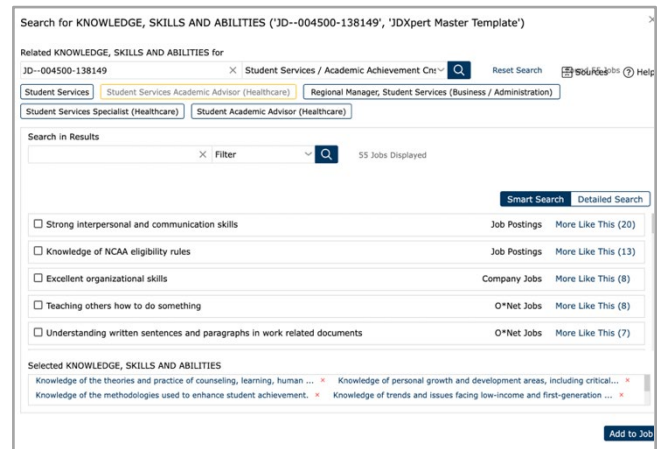 Search for KNOWLEDGE, SKILLS AND ABILITIES ('JD--004500-138149', 'JDXpert Master Template')
Related KNOWLEDGE, SKILLS AND ABILITIES for
JD--004500-138149 × Student Services / Academic Achievement Cns Reset Search Sources Help
Student Services Student Services Academic Advisor (Healthcare) Regional Manager, Student Services (Business / Administration)
Student Services Specialist (Healthcare) Student Academic Advisor (Healthcare)
Search in Results
× Filter 55 Jobs Displayed
Smart Search Detailed Search
Strong interpersonal and communication skills Job Postings More Like This (20)
Knowledge of NCAA eligibility rules Job Postings More Like This (13)
Excellent organizational skills Company Jobs More Like This (8)
Teaching others how to do something O*Net Jobs More Like This (8)
Understanding written sentences and paragraphs in work related documents O*Net Jobs More Like This (7)
Selected KNOWLEDGE, SKILLS AND ABILITIES
Knowledge of the theories and practice of counseling, learning, human ... × Knowledge of personal growth and development areas, including critical... ×
Knowledge of the methodologies used to enhance student achievement. × Knowledge of trends and issues facing low-income and first-generation ... ×
Add to Job